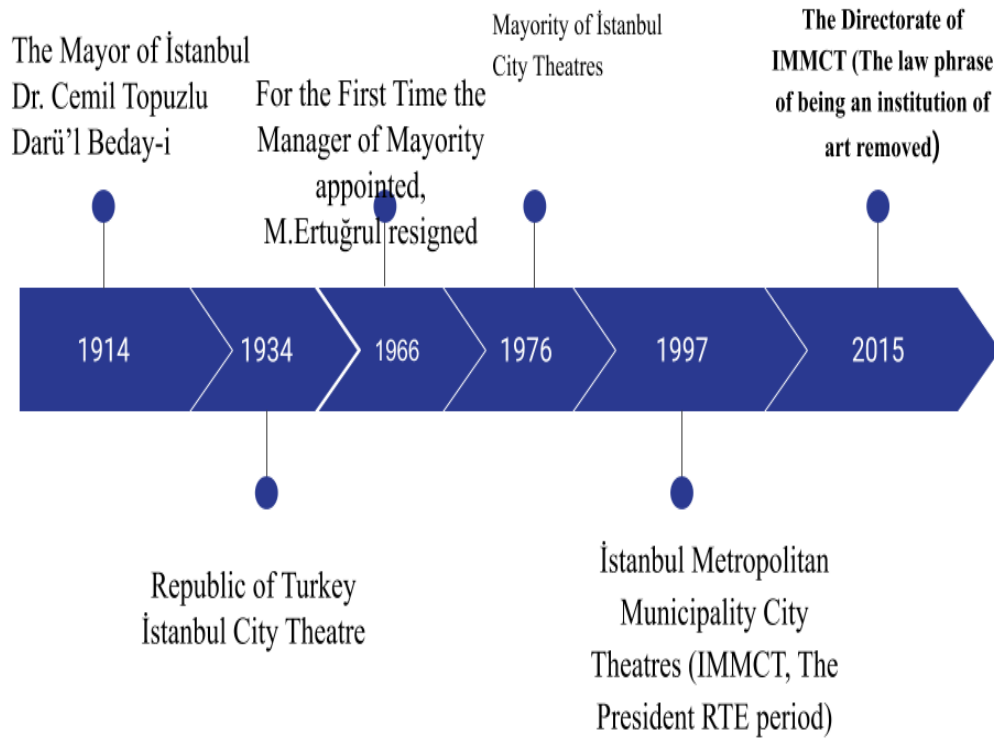 The Mayor of İstanbul
Dr. Cemil Topuzlu
Darü’l Beday-i
For the First Time the
Manager of Mayority
appointed,
M.Ertuğrul resigned
Mayority of İstanbul
City Theatres
The Directorate of
IMMCT (The law phrase
of being an institution of
art removed)
1914
1934
1966
1976
1997
2015
Republic of Turkey
İstanbul City Theatre
İstanbul Metropolitan
Municipality City
Theatres (IMMCT, The
President RTE period)